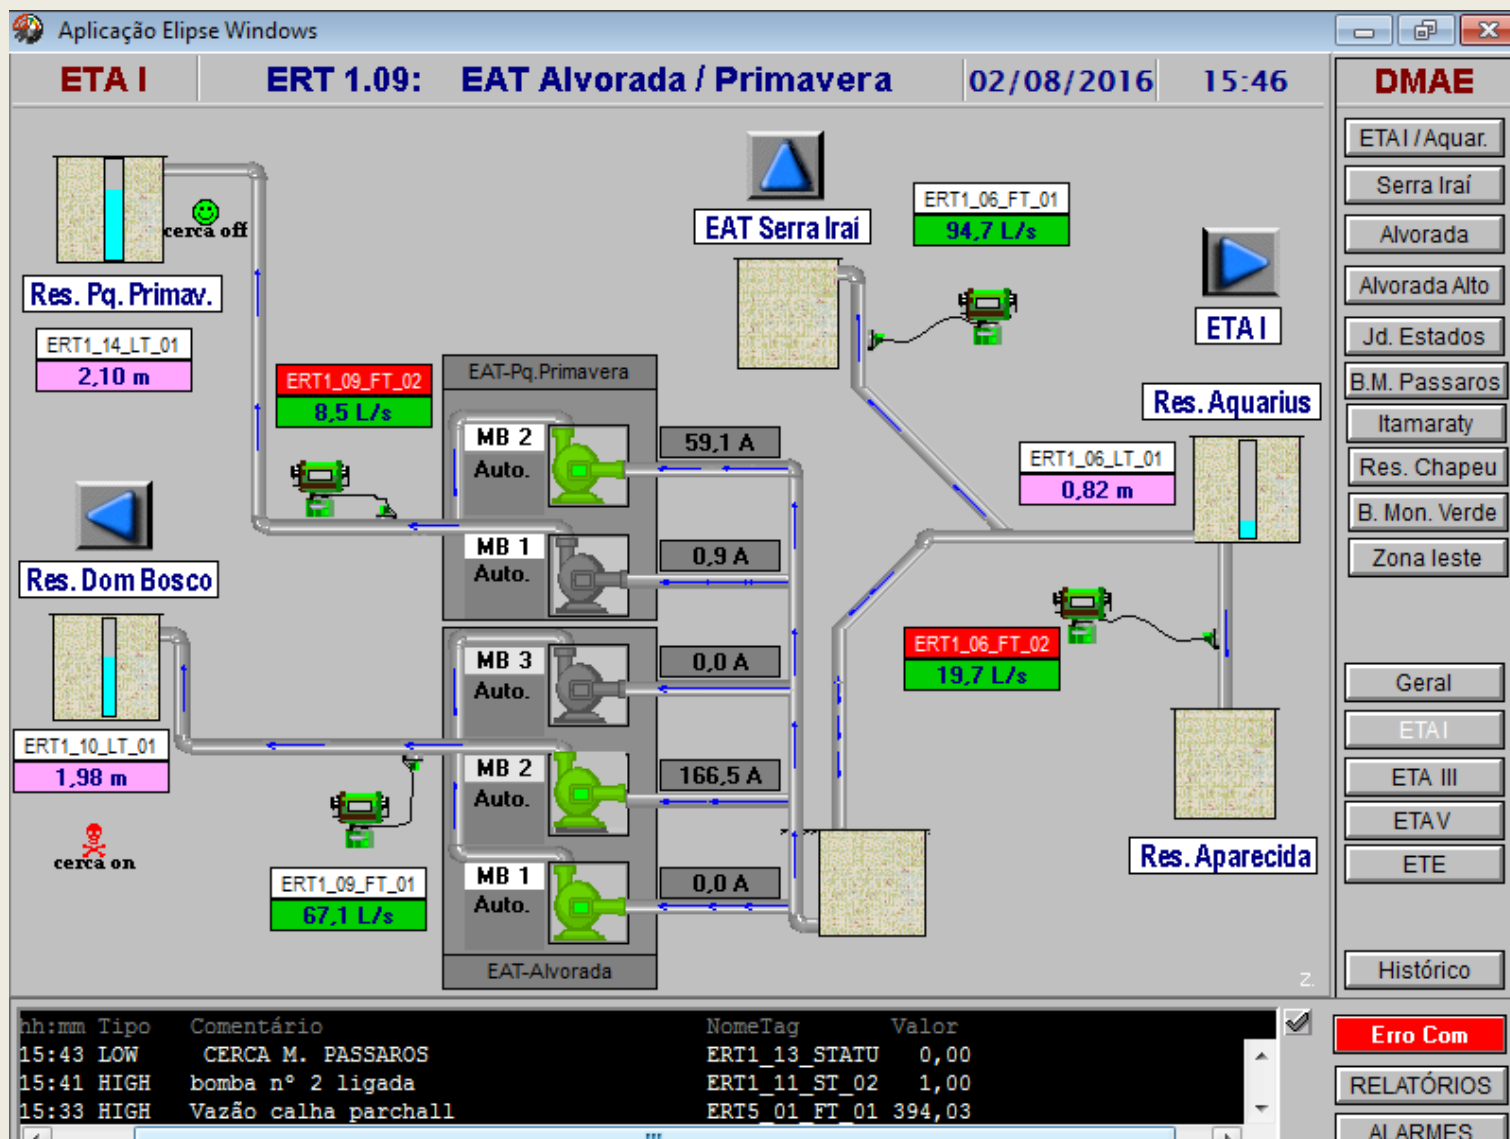 Aplicação Elipse Windows
ETA I
ERT 1.09: EAT Alvorada / Primavera
02/08/2016
15:46
DMAE
ETA I / Aquar.
Serra Iraí
Alvorada
Alvorada Alto
Jd. Estados
B.M. Passaros
Itamaraty
Res. Chapeu
B. Mon. Verde
Zona leste
Geral
ETA I
ETA III
ETA V
ETE
Histórico
Erro Com
RELATÓRIOS
ALARMES
cerca off
Res. Pq. Primav.
ERT1_14_LT_01
2,10 m
EAT Serra Iraí
ERT1_06_FT_01
94,7 L/s
ETA I
ERT1_09_FT_02
8,5 L/s
EAT-Pq.Primavera
MB 2
Auto.
59,1 A
MB 1
Auto.
0,9 A
Res. Aquarius
ERT1_06_LT_01
0,82 m
Res. Dom Bosco
ERT1_10_LT_01
1,98 m
cerca on
MB 3
Auto.
0,0 A
MB 2
Auto.
166,5 A
MB 1
Auto.
0,0 A
EAT-Alvorada
ERT1_09_FT_01
67,1 L/s
ERT1_06_FT_02
19,7 L/s
Res. Aparecida
Z.
hh:mm Tipo Comentário NomeTag Valor
15:43 LOW CERCA M. PASSAROS ERT1_13_STATU 0,00
15:41 HIGH bomba nº 2 ligada ERT1_11_ST_02 1,00
15:33 HIGH Vazão calha parchall ERT5_01_FT_01 394,03